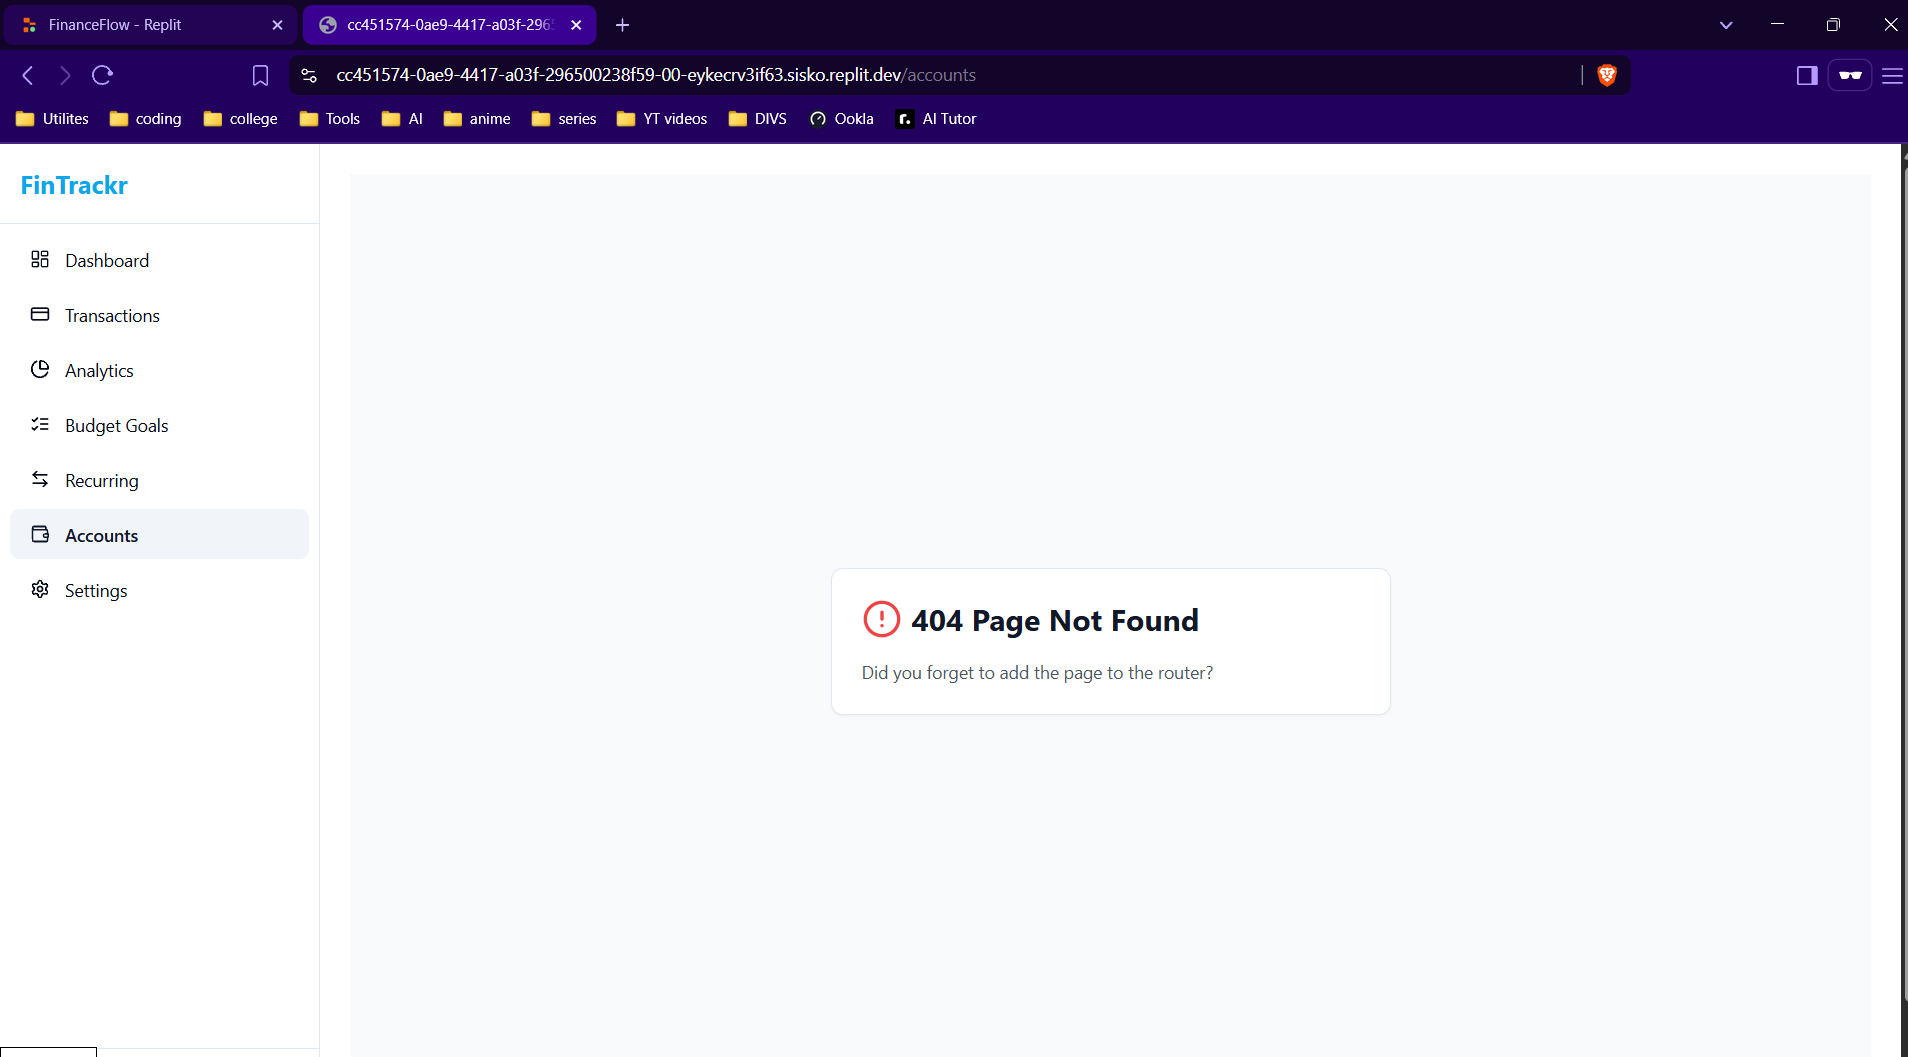 FinanceFlow - Replit
cc451574-0ae9-4417-a03f-296
cc451574-0ae9-4417-a03f-296500238f59-00-eykecrv3if63.sisko.replit.dev/accounts
Utilites coding college Tools AI anime series YT videos DIVS Ookla AI Tutor
FinTrackr
Dashboard
Transactions
Analytics
Budget Goals
Recurring
Accounts
Settings
404 Page Not Found
Did you forget to add the page to the router?